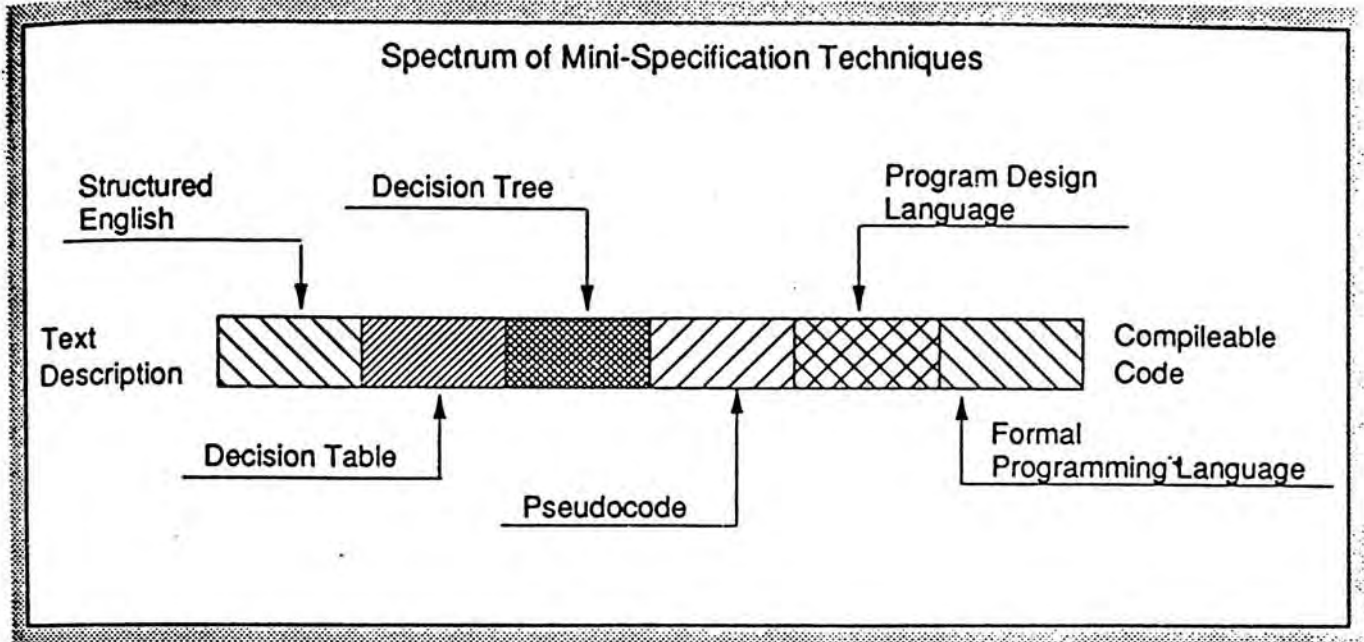 Spectrum of Mini-Specification Techniques
Structured
English
Decision Tree
Program Design
Language
Text
Description
Compileable
Code
Decision Table
Pseudocode
Formal
Programming Language